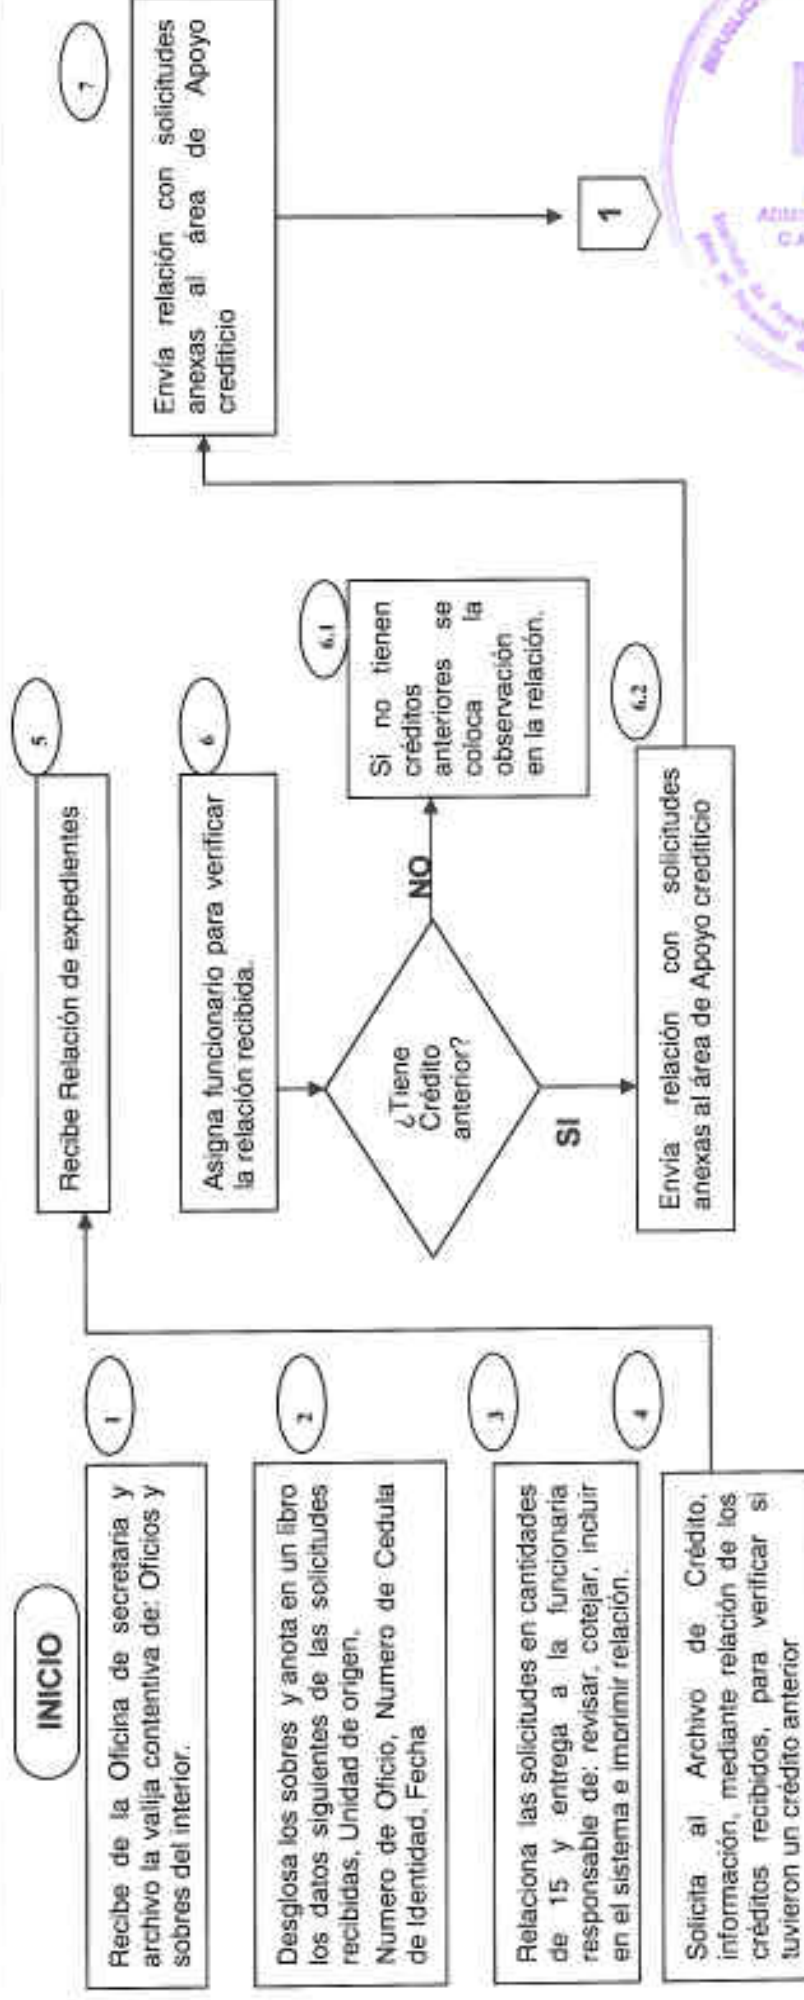 INICIO
1
Recibe de la Oficina de secretaria y
archivo la valija contentiva de: Oficios y
sobres del interior.
2
Desglosa los sobres y anota en un libro
los datos siguientes de las solicitudes
recibidas, Unidad de origen,
Numero de Oficio, Numero de Cedula
de Identidad, Fecha
3
Relaciona las solicitudes en cantidades
de 15 y entrega a la funcionaria
responsable de: revisar, cotejar, incluir
en el sistema e imprimir relación.
4
Solicita al Archivo de Crédito,
información, mediante relación de los
créditos recibidos, para verificar si
tuvieron un crédito anterior
5
Recibe Relación de expedientes
6
Asigna funcionario para verificar
la relación recibida.
¿Tiene
Crédito
anterior?
NO
SI
6.1
Si no tienen
créditos
anteriores se
coloca la
observación
en la relación.
6.2
Envía relación con solicitudes
anexas al área de Apoyo crediticio
7
Envía relación con solicitudes
anexas al área de Apoyo
crediticio
1